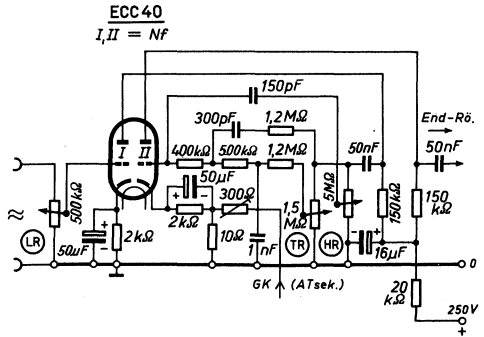 ECC40
I,II = Nf
150pF
300pF
1,2MΩ
End-Rö.
I
II
400kΩ
500kΩ
1,2MΩ
50nF
50nF
500kΩ
50μF
300Ω
5MΩ
150kΩ
150
kΩ
+
-
+
-
2kΩ
1,5
MΩ
≈
LR
50μF
2kΩ
10Ω
1
nF
TR
HR
-
+
16μF
0
GK
(ATsek.)
20
kΩ
250V
+